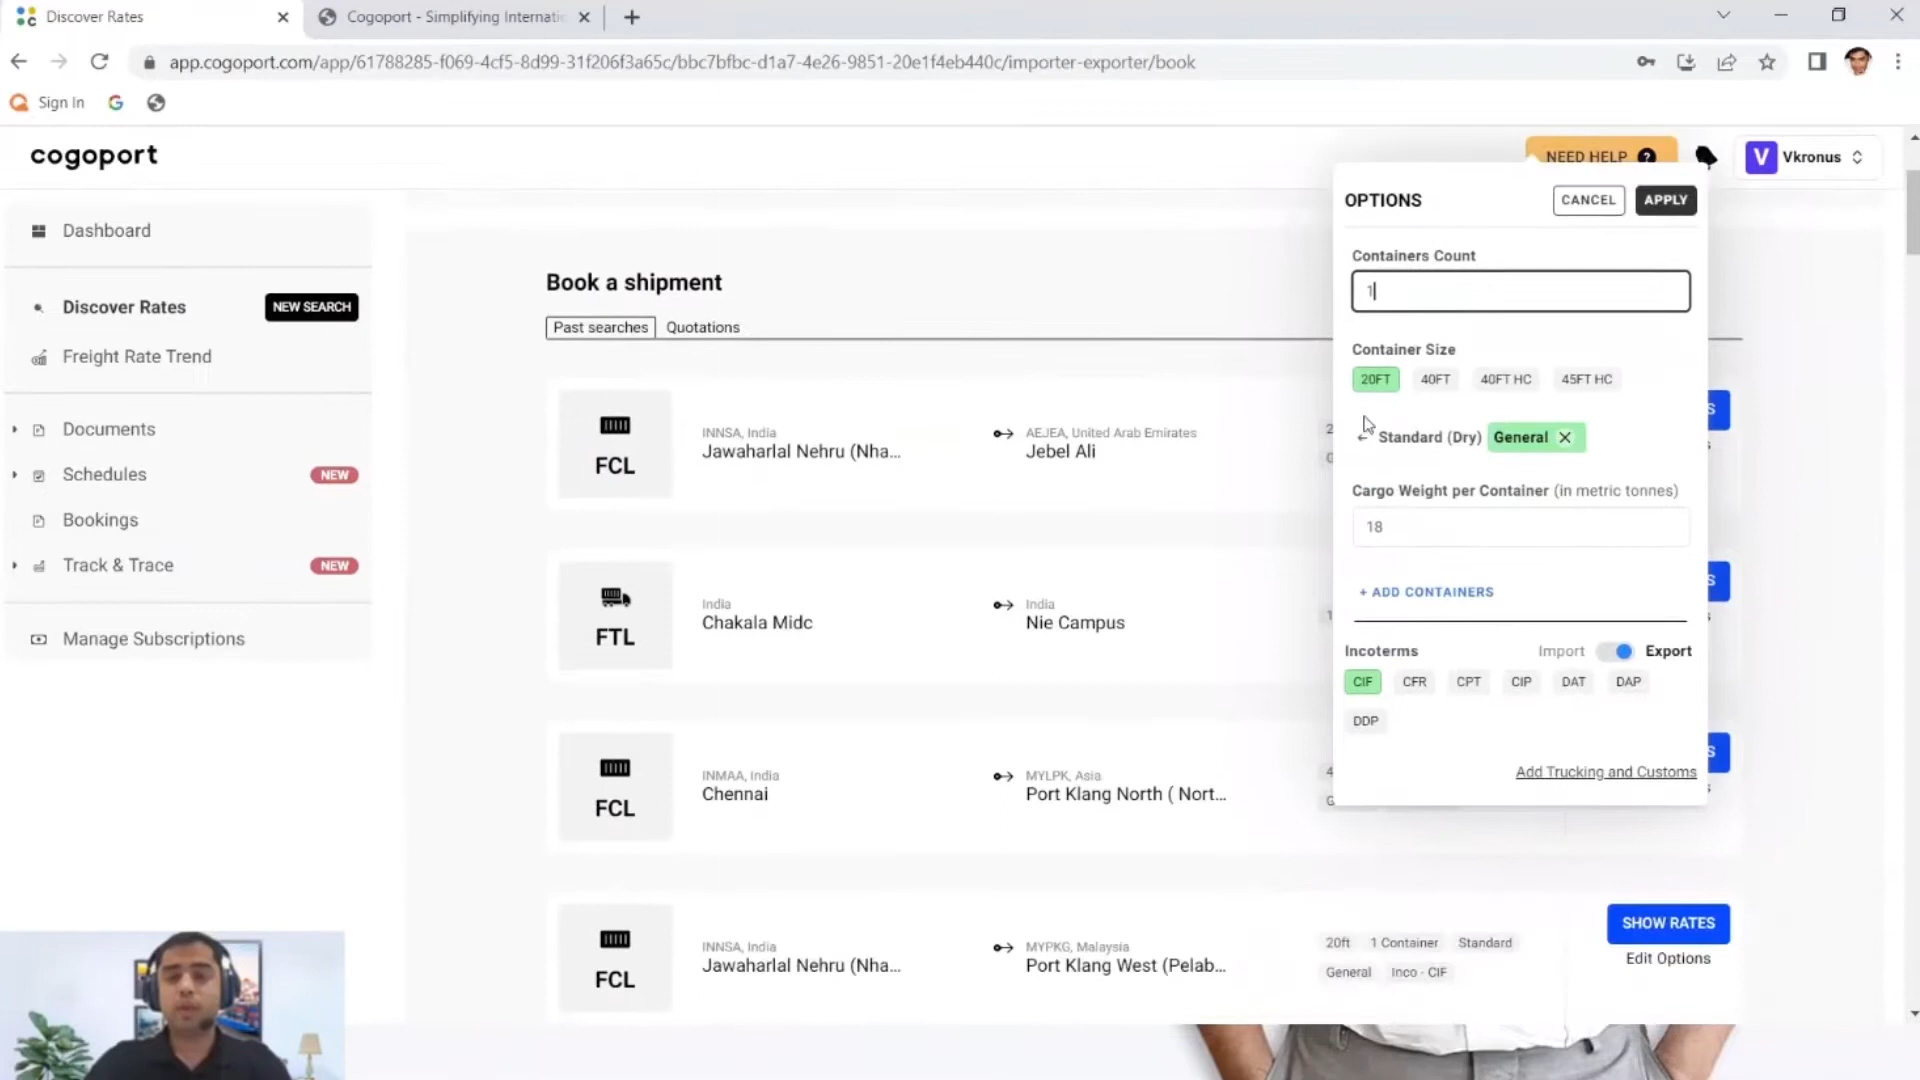 Discover Rates
Cogoport - Simplifying Internati
app.cogoport.com/app/61788285-f069-4cf5-8d99-31f206f3a65c/bbc7bfbc-d1a7-4e26-9851-20e1f4eb440c/importer-exporter/book
Sign In
cogoport
NEED HELP ?
V Vkronus
Dashboard
Discover Rates NEW SEARCH
Freight Rate Trend
Documents
Schedules NEW
Bookings
Track & Trace NEW
Manage Subscriptions
Book a shipment
Past searches Quotations
FCL
INNSA, India
Jawaharlal Nehru (Nha...
AEJEA, United Arab Emirates
Jebel Ali
2
G
S
FTL
India
Chakala Midc
India
Nie Campus
1
S
FCL
INMAA, India
Chennai
MYLPK, Asia
Port Klang North ( Nort...
4
G
S
FCL
INNSA, India
Jawaharlal Nehru (Nha...
MYPKG, Malaysia
Port Klang West (Pelab...
20ft 1 Container Standard
General Inco - CIF
SHOW RATES
Edit Options
OPTIONS CANCEL APPLY
Containers Count
1
Container Size
20FT 40FT 40FT HC 45FT HC
Standard (Dry) General
Cargo Weight per Container (in metric tonnes)
18
+ ADD CONTAINERS
Incoterms Import Export
CIF CFR CPT CIP DAT DAP
DDP
Add Trucking and Customs